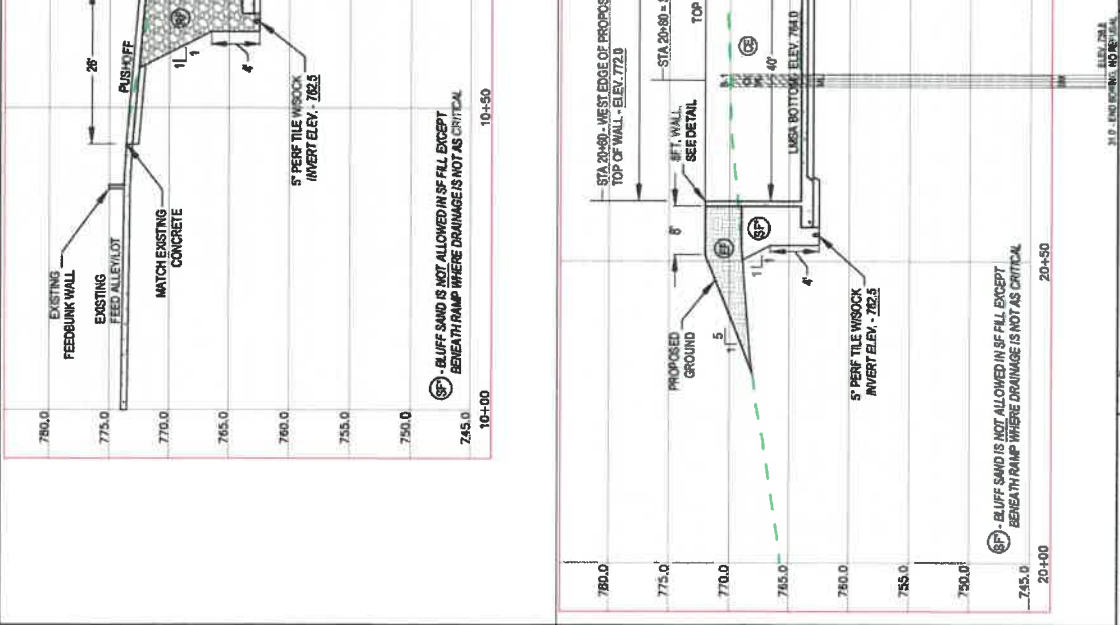 26'
PUSHOFF
SF
1
1
4'
EXISTING
FEEDBUNK WALL
EXISTING
FEED ALLEY/LOT
MATCH EXISTING
CONCRETE
5" PERF TILE W/SOCK
INVERT ELEV. - 762.5
SF - BLUFF SAND IS NOT ALLOWED IN SF FILL EXCEPT
BENEATH RAMP WHERE DRAINAGE IS NOT AS CRITICAL
780.0
775.0
770.0
765.0
760.0
755.0
750.0
745.0
10+00
10+50
STA 20+60 - WEST EDGE OF PROPOS
TOP OF WALL - ELEV. 772.0
STA 20+80 =
TOP
8FT. WALL,
SEE DETAIL
8'
CE
40'
B-1
LMSA BOTTOM ELEV. 764.0
EF
SF
1
1
4'
PROPOSED
GROUND
5
1
5" PERF TILE W/SOCK
INVERT ELEV. - 762.5
SF - BLUFF SAND IS NOT ALLOWED IN SF FILL EXCEPT
BENEATH RAMP WHERE DRAINAGE IS NOT AS CRITICAL
780.0
775.0
770.0
765.0
760.0
755.0
750.0
745.0
20+00
20+50